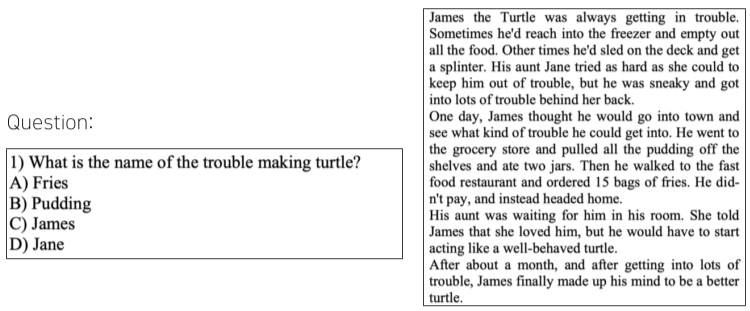 Question:
1) What is the name of the trouble making turtle?
A) Fries
B) Pudding
C) James
D) Jane
James the Turtle was always getting in trouble.
Sometimes he'd reach into the freezer and empty out
all the food. Other times he'd sled on the deck and get
a splinter. His aunt Jane tried as hard as she could to
keep him out of trouble, but he was sneaky and got
into lots of trouble behind her back.
One day, James thought he would go into town and
see what kind of trouble he could get into. He went to
the grocery store and pulled all the pudding off the
shelves and ate two jars. Then he walked to the fast
food restaurant and ordered 15 bags of fries. He did-
n't pay, and instead headed home.
His aunt was waiting for him in his room. She told
James that she loved him, but he would have to start
acting like a well-behaved turtle.
After about a month, and after getting into lots of
trouble, James finally made up his mind to be a better
turtle.